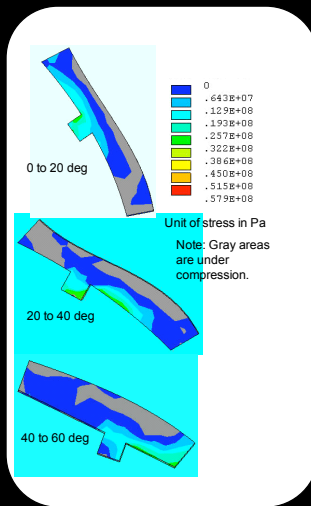 0
.643E+07
.129E+08
.193E+08
.257E+08
.322E+08
.386E+08
.450E+08
.515E+08
.579E+08
0 to 20 deg
Unit of stress in Pa
Note: Gray areas
are under
compression.
20 to 40 deg
40 to 60 deg